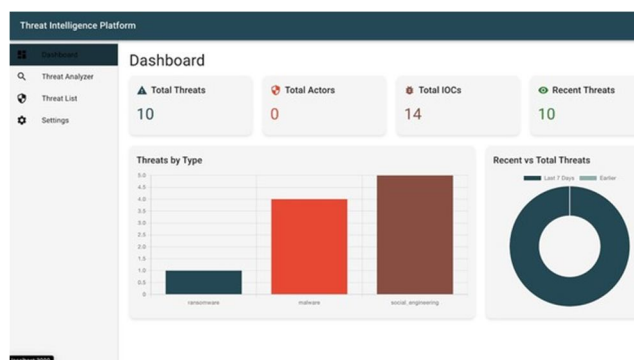 Threat Intelligence Platform
Dashboard
Threat Analyzer
Threat List
Settings
Dashboard
Total Threats
10
Total Actors
0
Total IOCs
14
Recent Threats
10
Threats by Type
5.0
4.5
4.0
3.5
3.0
2.5
2.0
1.5
1.0
0.5
0
ransomware
malware
social_engineering
Recent vs Total Threats
Last 7 Days Earlier